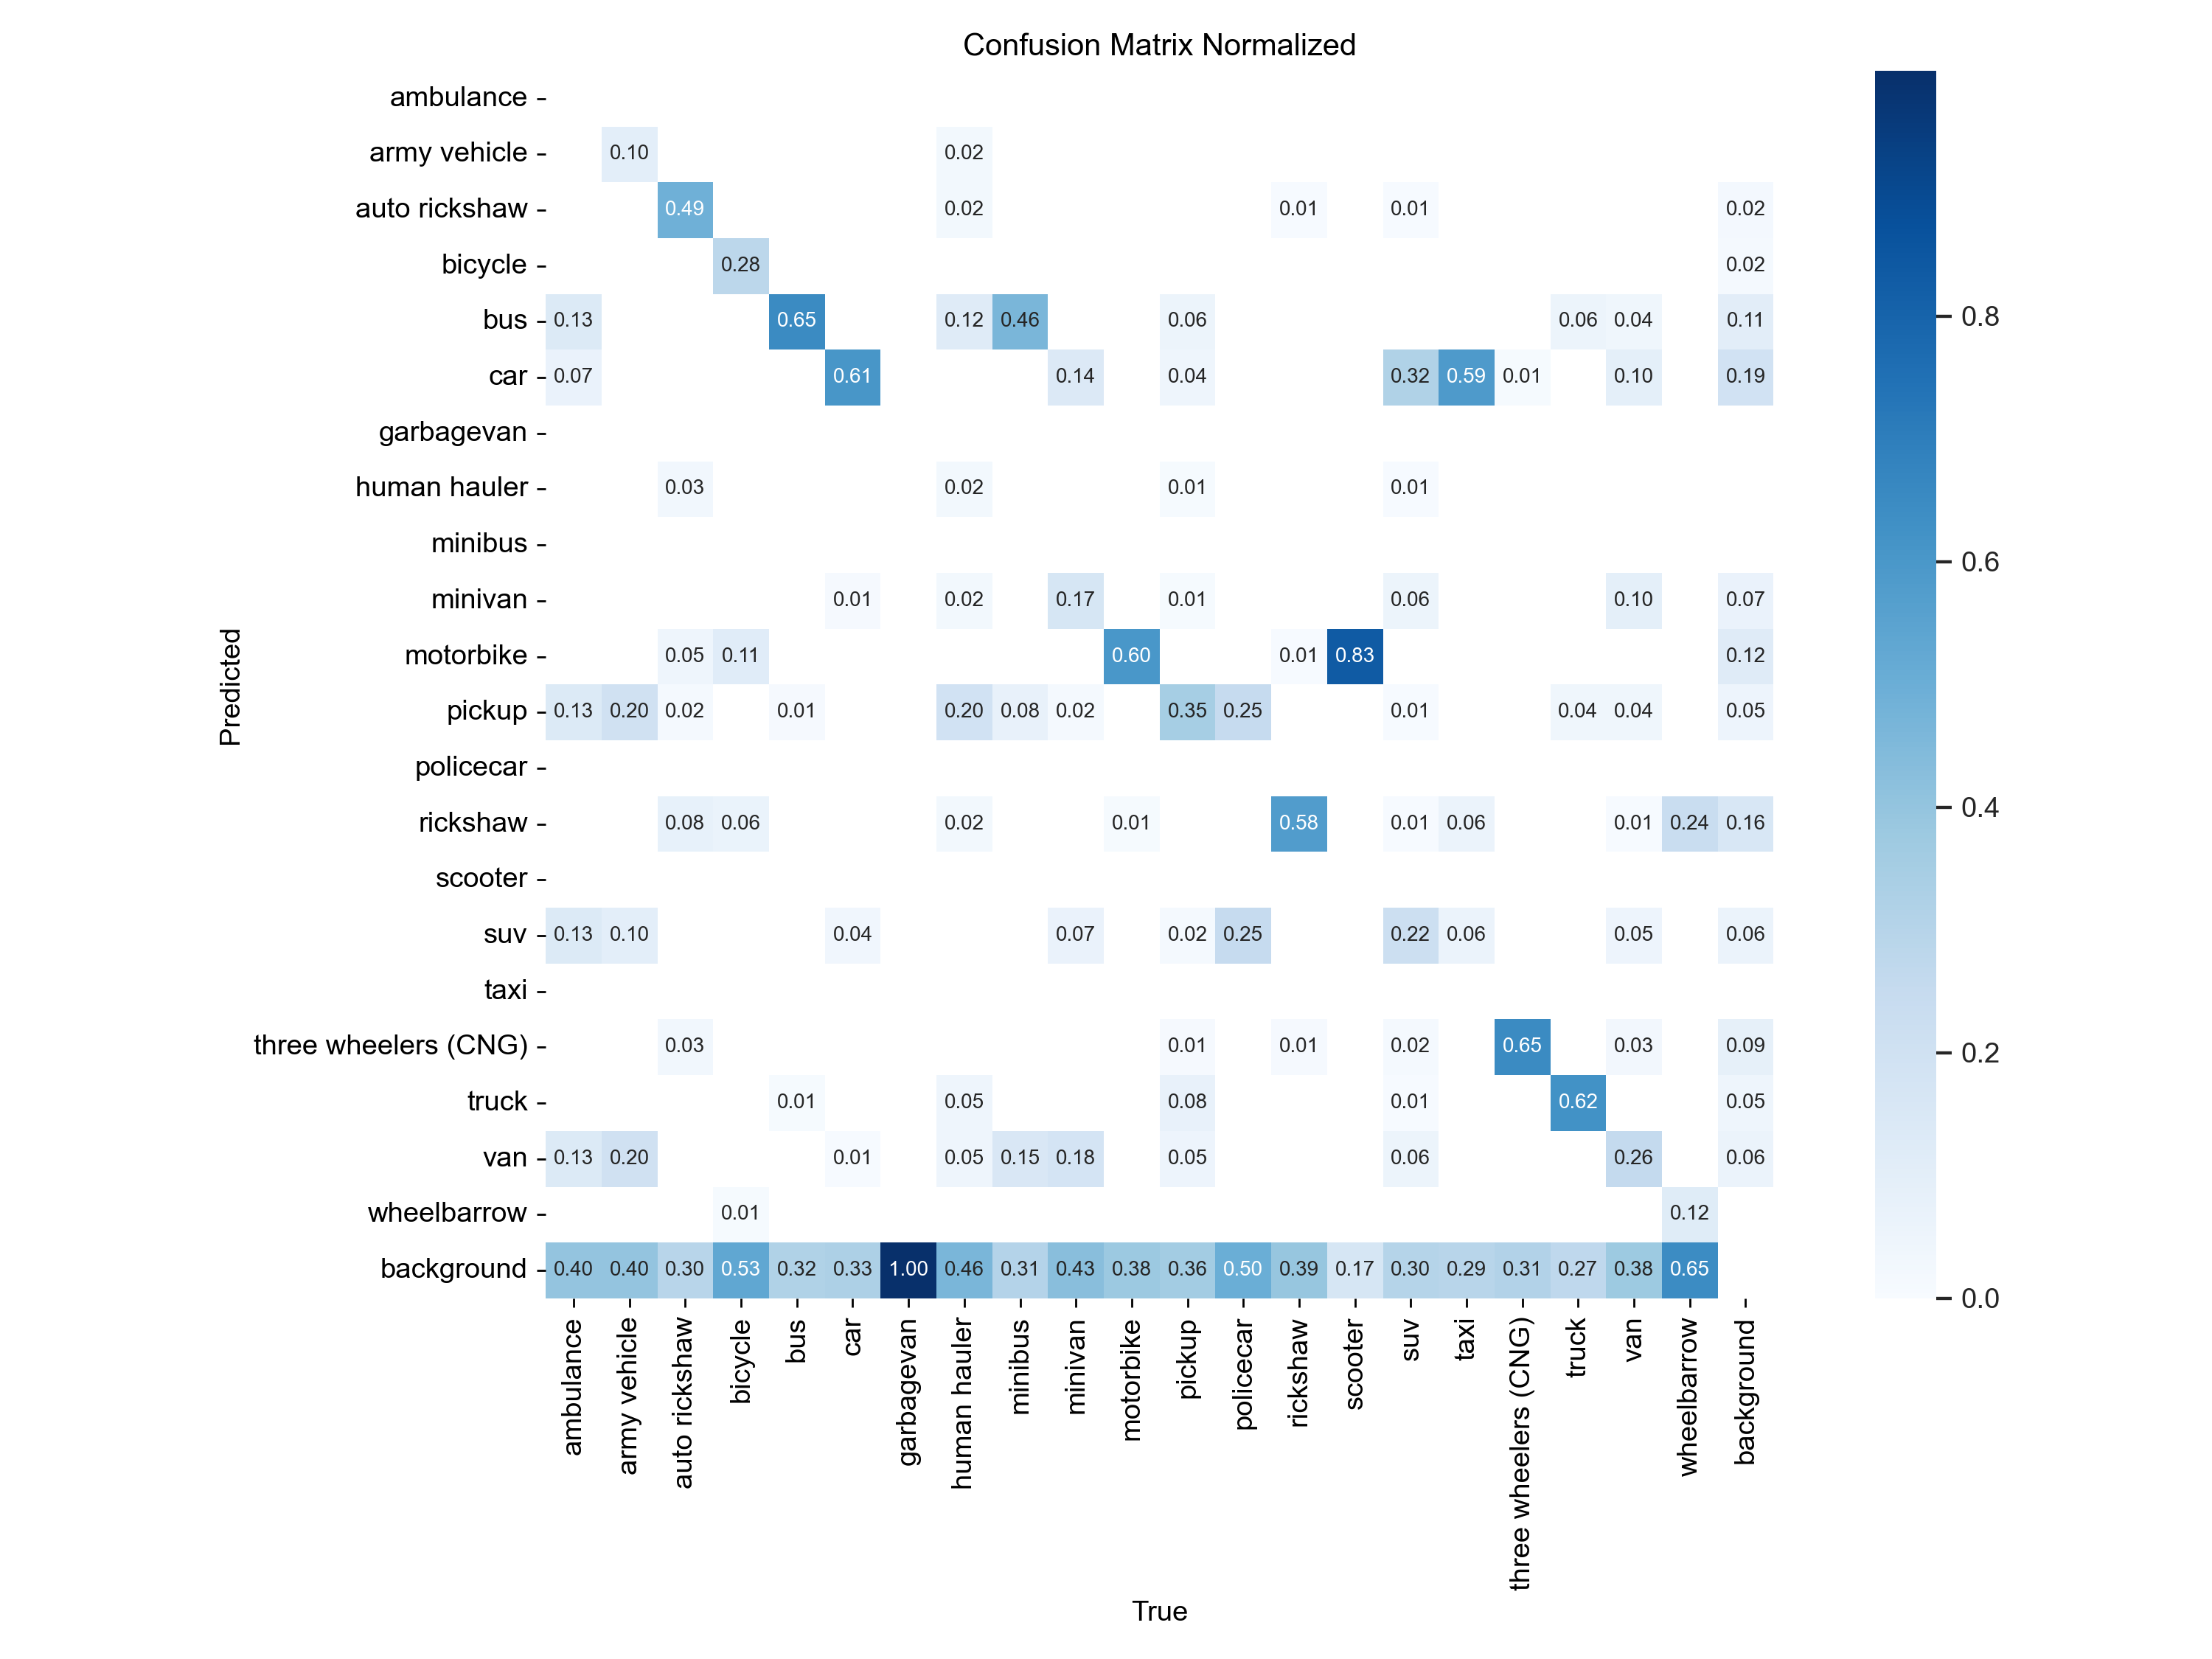 Confusion Matrix Normalized
ambulance
army vehicle 0.10 0.02
auto rickshaw 0.49 0.02 0.01 0.01 0.02
bicycle 0.28 0.02
bus 0.13 0.65 0.12 0.46 0.06 0.06 0.04 0.11
0.8
car 0.07 0.61 0.14 0.04 0.32 0.59 0.01 0.10 0.19
garbagevan
human hauler 0.03 0.02 0.01 0.01
minibus
0.6
minivan 0.01 0.02 0.17 0.01 0.06 0.10 0.07
motorbike 0.05 0.11 0.60 0.01 0.83 0.12
Predicted
pickup 0.13 0.20 0.02 0.01 0.20 0.08 0.02 0.35 0.25 0.01 0.04 0.04 0.05
policecar
0.4
rickshaw 0.08 0.06 0.02 0.01 0.58 0.01 0.06 0.01 0.24 0.16
scooter
suv 0.13 0.10 0.04 0.07 0.02 0.25 0.22 0.06 0.05 0.06
taxi
three wheelers (CNG) 0.03 0.01 0.01 0.02 0.65 0.03 0.09
0.2
truck 0.01 0.05 0.08 0.01 0.62 0.05
van 0.13 0.20 0.01 0.05 0.15 0.18 0.05 0.06 0.26 0.06
wheelbarrow 0.01 0.12
background 0.40 0.40 0.30 0.53 0.32 0.33 1.00 0.46 0.31 0.43 0.38 0.36 0.50 0.39 0.17 0.30 0.29 0.31 0.27 0.38 0.65
0.0
ambulance
army vehicle
auto rickshaw
bicycle
bus
car
garbagevan
human hauler
minibus
minivan
motorbike
pickup
policecar
rickshaw
scooter
suv
taxi
three wheelers (CNG)
truck
van
wheelbarrow
background
True